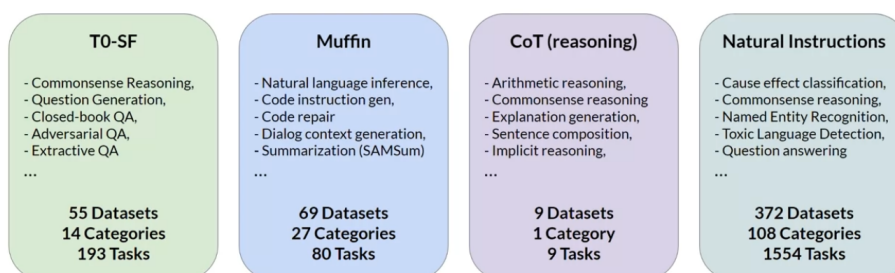 T0-SF
- Commonsense Reasoning,
- Question Generation,
- Closed-book QA,
- Adversarial QA,
- Extractive QA
...
55 Datasets
14 Categories
193 Tasks
Muffin
- Natural language inference,
- Code instruction gen,
- Code repair
- Dialog context generation,
- Summarization (SAMSum)
...
69 Datasets
27 Categories
80 Tasks
CoT (reasoning)
- Arithmetic reasoning,
- Commonsense reasoning
- Explanation generation,
- Sentence composition,
- Implicit reasoning,
...
9 Datasets
1 Category
9 Tasks
Natural Instructions
- Cause effect classification,
- Commonsense reasoning,
- Named Entity Recognition,
- Toxic Language Detection,
- Question answering
...
372 Datasets
108 Categories
1554 Tasks